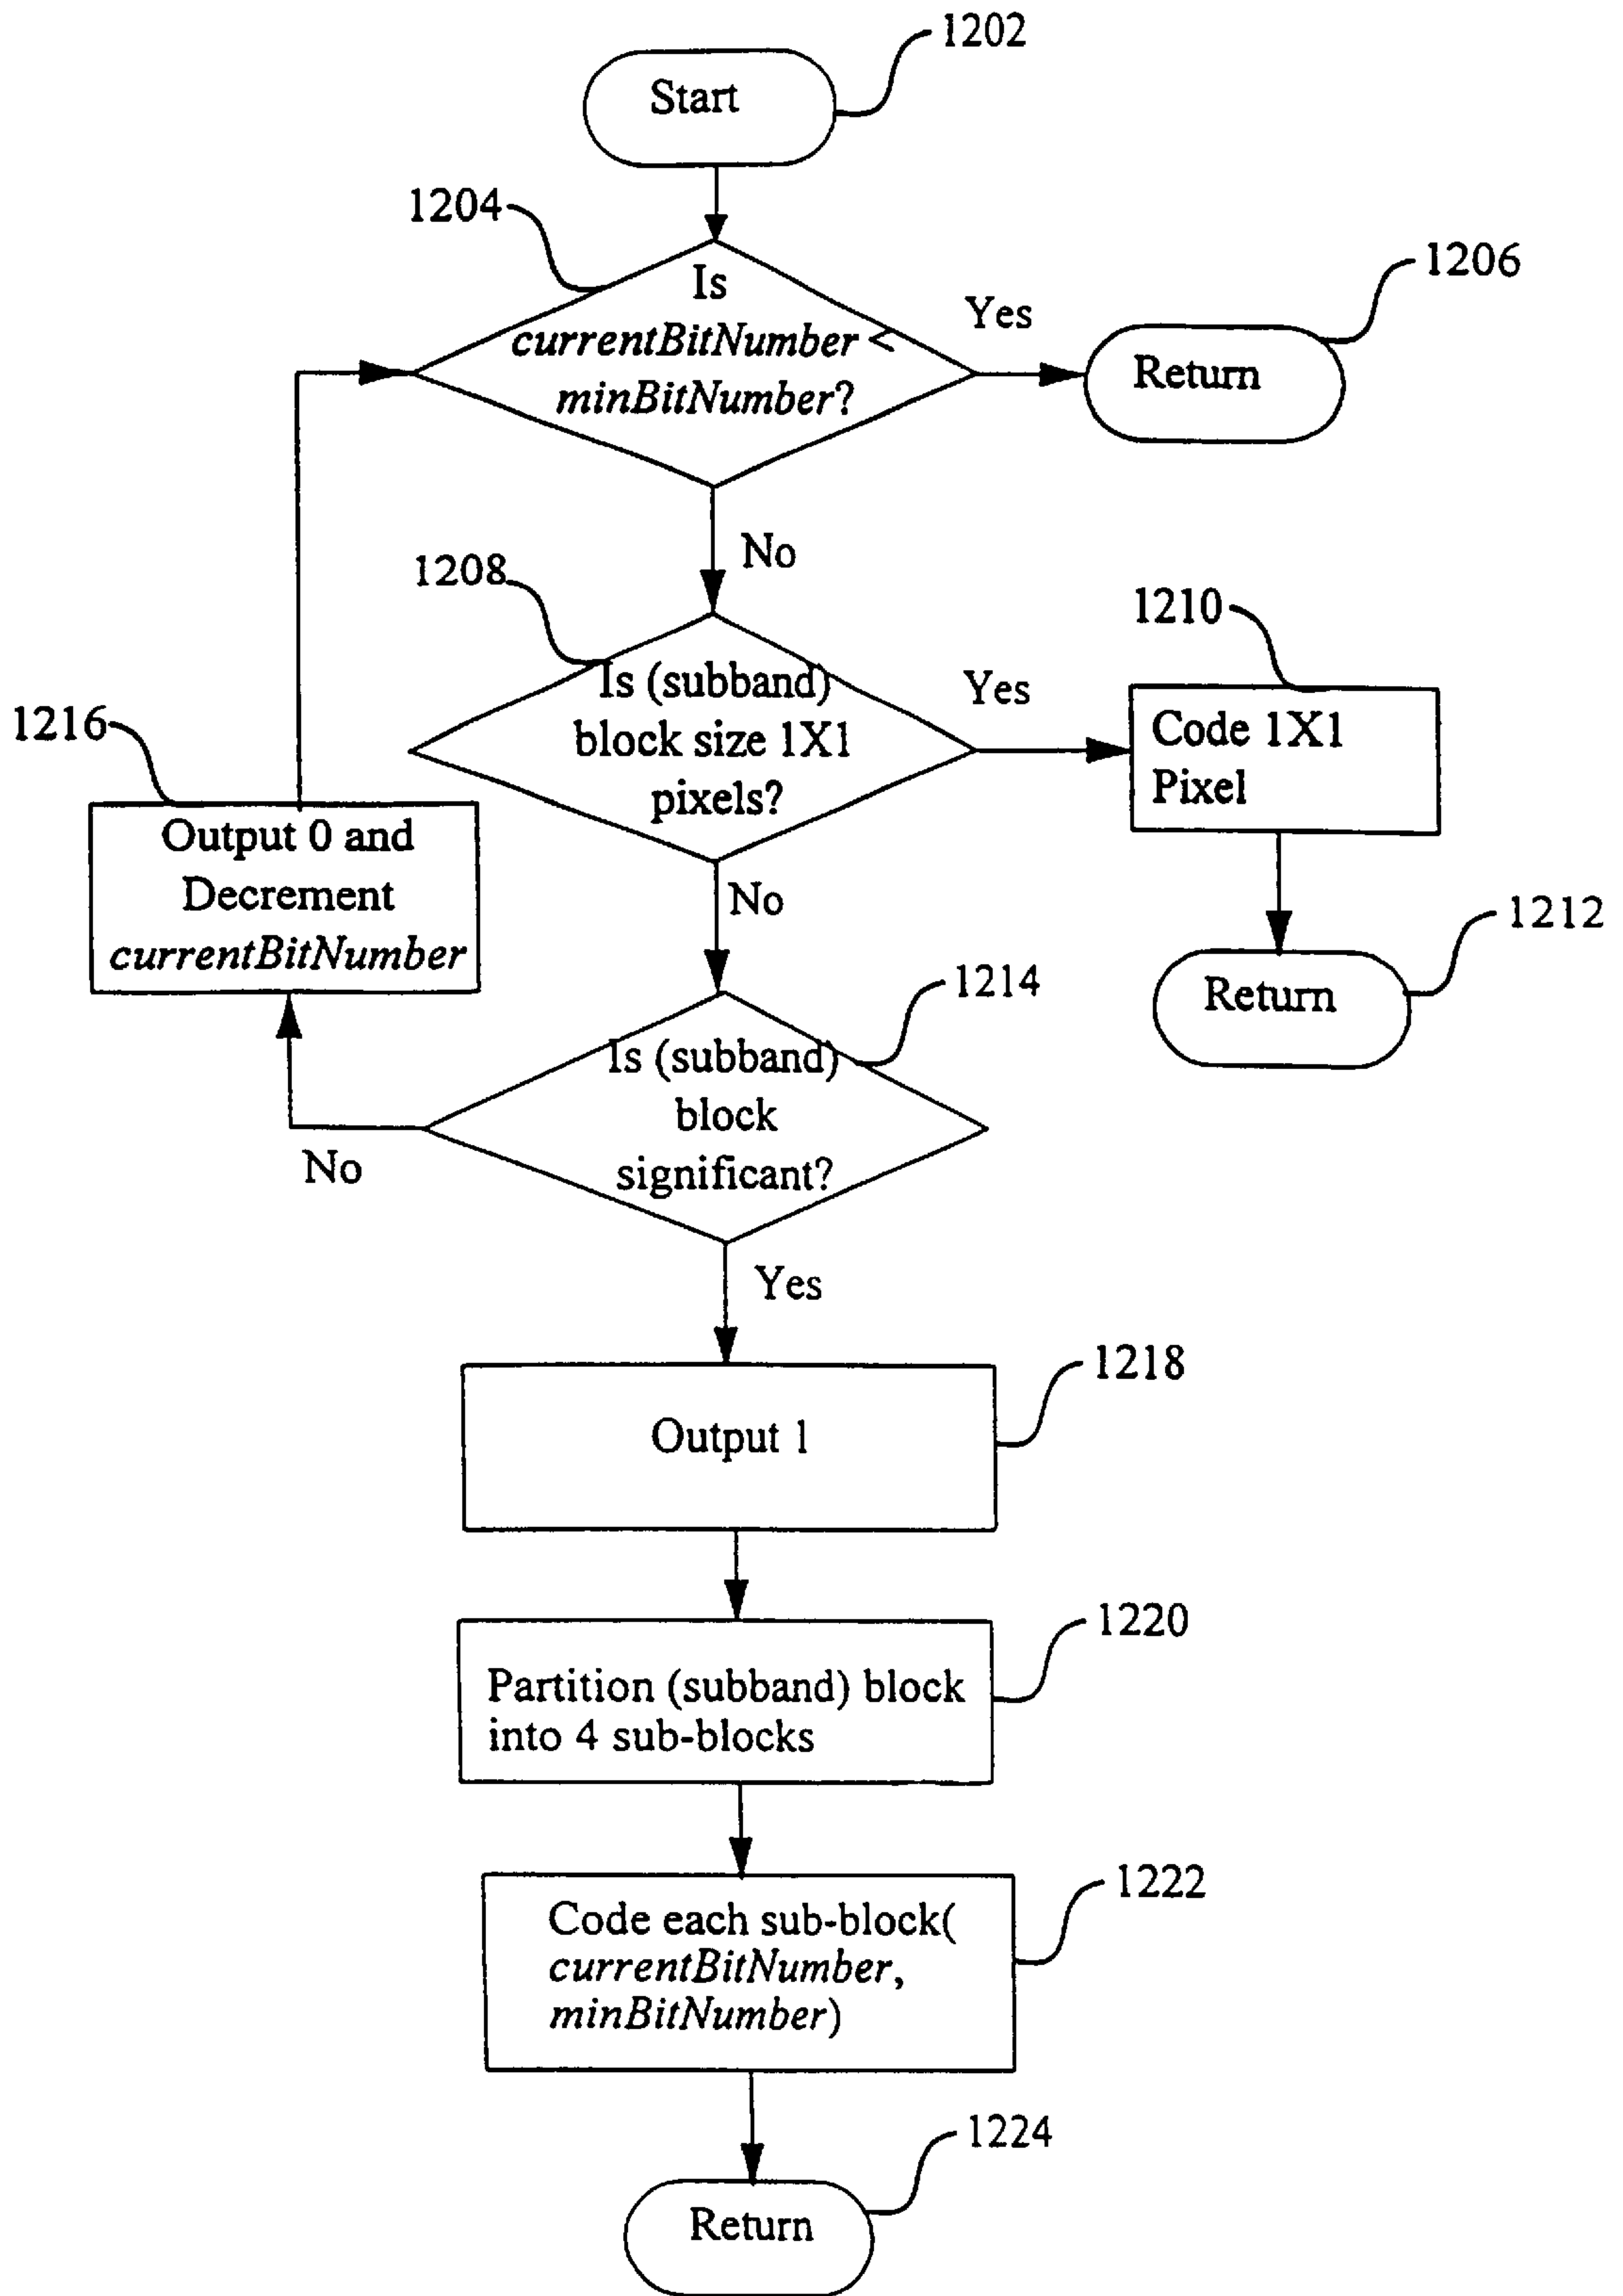 1202
Start
1204
Is
currentBitNumber <
minBitNumber?
Yes
1206
Return
No
1208
Is (subband)
block size 1X1
pixels?
Yes
1210
Code 1X1
Pixel
1212
Return
1216
Output 0 and
Decrement
currentBitNumber
No
1214
Is (subband)
block
significant?
No
Yes
1218
Output 1
1220
Partition (subband) block
into 4 sub-blocks
1222
Code each sub-block(
currentBitNumber,
minBitNumber)
1224
Return